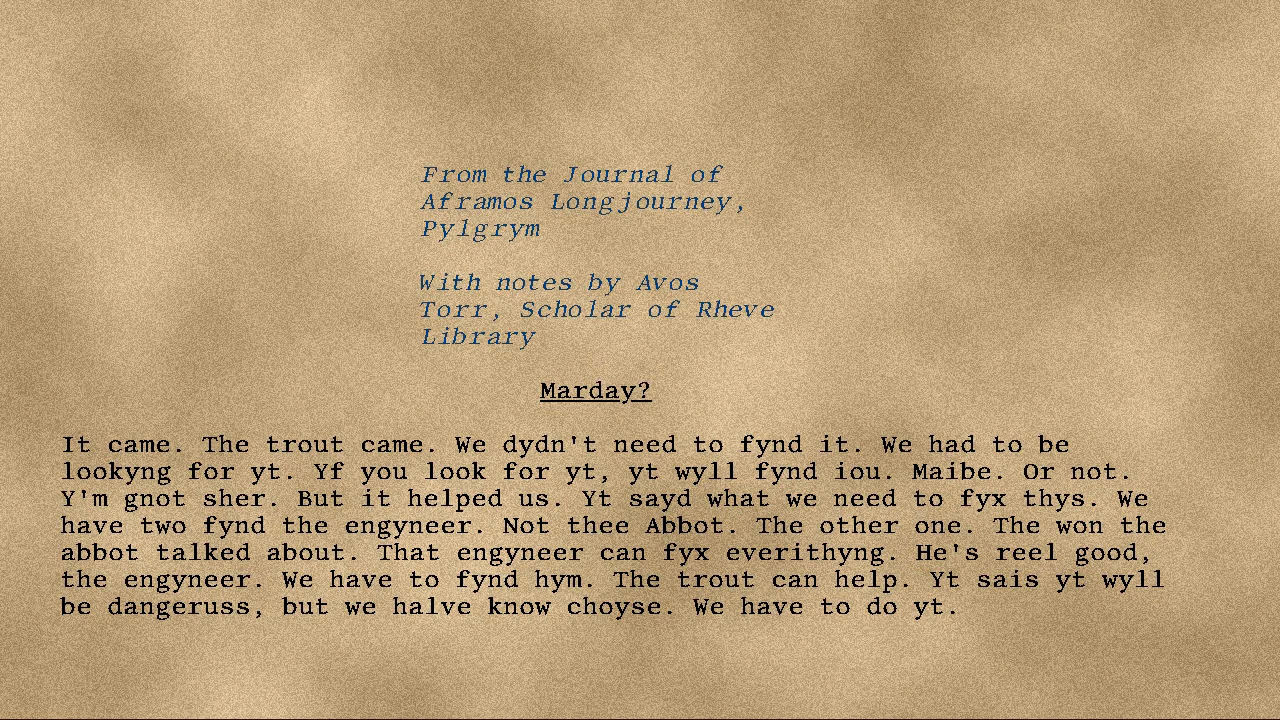 From the Journal of
Aframos Longjourney,
Pylgrym
With notes by Avos
Torr, Scholar of Rheve
Library
Marday?
It came. The trout came. We dydn't need to fynd it. We had to be
lookyng for yt. Yf you look for yt, yt wyll fynd iou. Maibe. Or not.
Y'm gnot sher. But it helped us. Yt sayd what we need to fyx thys. We
have two fynd the engyneer. Not thee Abbot. The other one. The won the
abbot talked about. That engyneer can fyx everithyng. He's reel good,
the engyneer. We have to fynd hym. The trout can help. Yt sais yt wyll
be dangeruss, but we halve know choyse. We have to do yt.